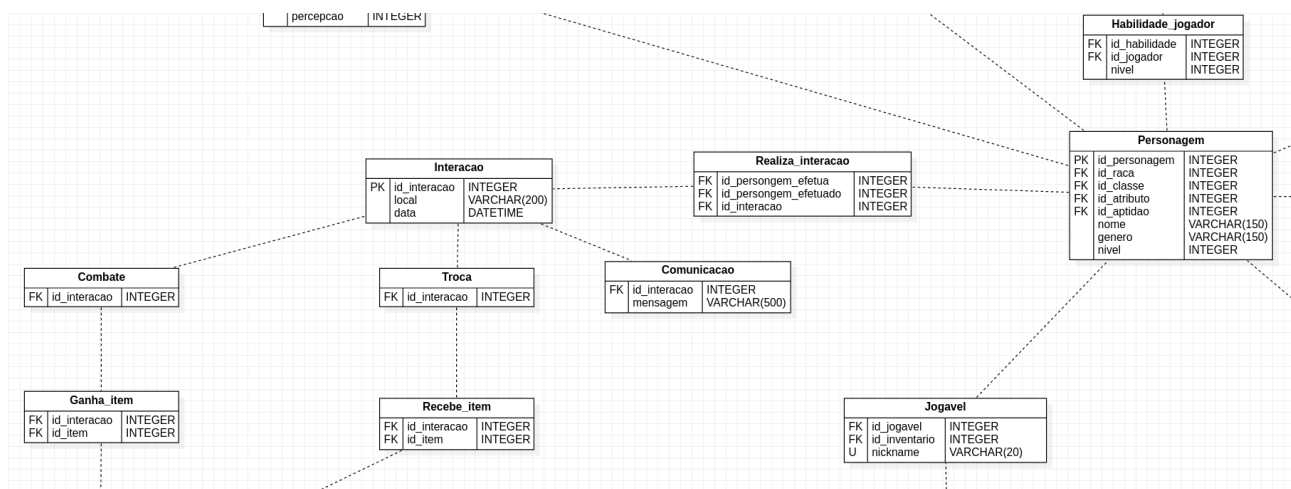 percepcao INTEGER
Habilidade_jogador
FK id_habilidade INTEGER
FK id_jogador INTEGER
nivel INTEGER
Personagem
PK id_personagem INTEGER
FK id_raca INTEGER
FK id_classe INTEGER
FK id_atributo INTEGER
FK id_aptidao INTEGER
nome VARCHAR(150)
genero VARCHAR(150)
nivel INTEGER
Interacao
PK id_interacao INTEGER
local VARCHAR(200)
data DATETIME
Realiza_interacao
FK id_persongem_efetua INTEGER
FK id_persongem_efetuado INTEGER
FK id_interacao INTEGER
Combate
FK id_interacao INTEGER
Troca
FK id_interacao INTEGER
Comunicacao
FK id_interacao INTEGER
mensagem VARCHAR(500)
Ganha_item
FK id_interacao INTEGER
FK id_item INTEGER
Recebe_item
FK id_interacao INTEGER
FK id_item INTEGER
Jogavel
FK id_jogavel INTEGER
FK id_inventario INTEGER
U nickname VARCHAR(20)